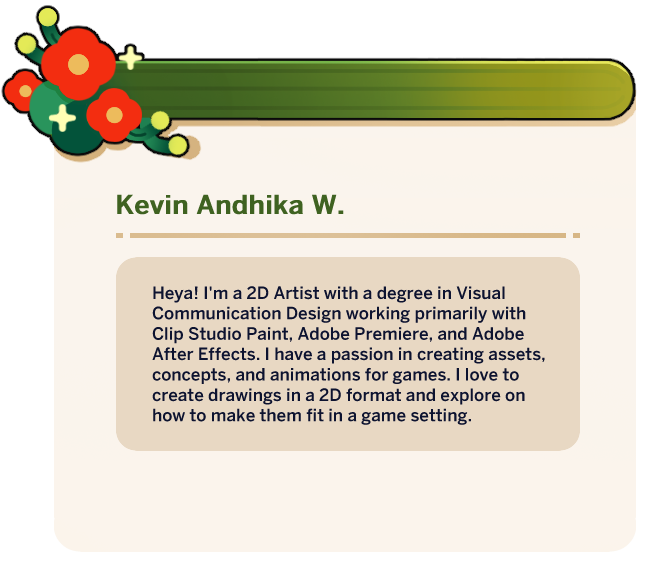 Kevin Andhika W.
Heya! I'm a 2D Artist with a degree in Visual
Communication Design working primarily with
Clip Studio Paint, Adobe Premiere, and Adobe
After Effects. I have a passion in creating assets,
concepts, and animations for games. I love to
create drawings in a 2D format and explore on
how to make them fit in a game setting.